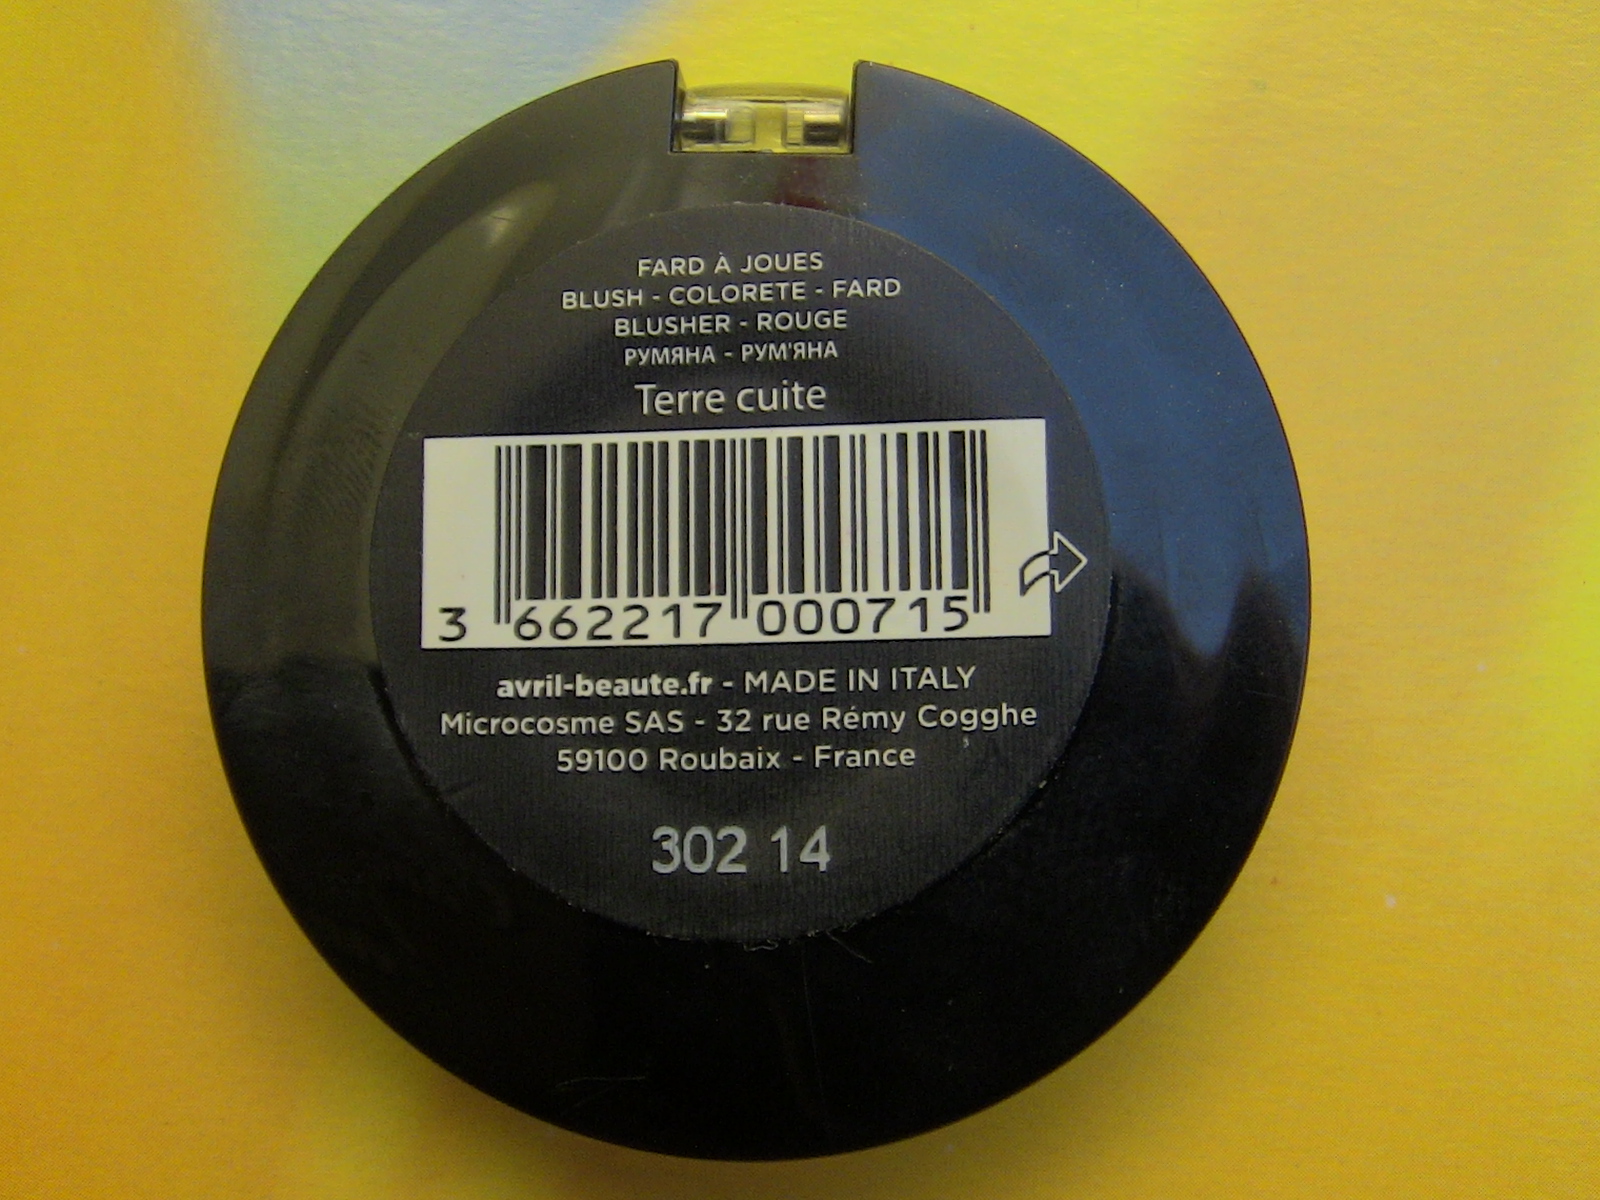 FARD À JOUES
BLUSH - COLORETE - FARD
BLUSHER - ROUGE
РУМЯНА - РУМ'ЯНА
Terre cuite
3 662217 000715
avril-beaute.fr - MADE IN ITALY
Microcosme SAS - 32 rue Rémy Cogghe
59100 Roubaix - France
302 14